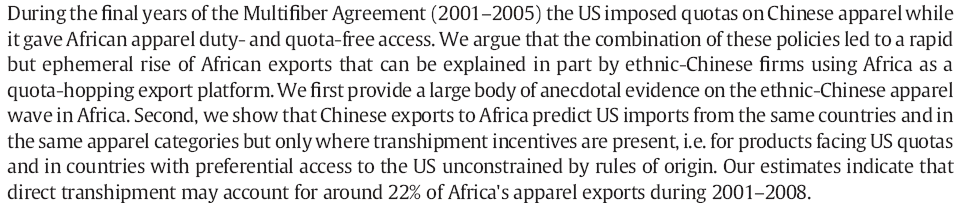 During the final years of the Multifiber Agreement (2001–2005) the US imposed quotas on Chinese apparel while
it gave African apparel duty- and quota-free access. We argue that the combination of these policies led to a rapid
but ephemeral rise of African exports that can be explained in part by ethnic-Chinese firms using Africa as a
quota-hopping export platform. We first provide a large body of anecdotal evidence on the ethnic-Chinese apparel
wave in Africa. Second, we show that Chinese exports to Africa predict US imports from the same countries and in
the same apparel categories but only where transhipment incentives are present, i.e. for products facing US quotas
and in countries with preferential access to the US unconstrained by rules of origin. Our estimates indicate that
direct transhipment may account for around 22% of Africa's apparel exports during 2001–2008.